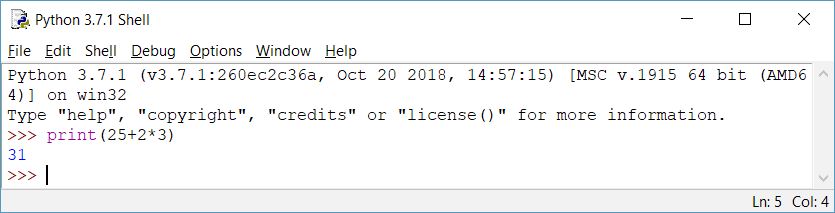 Python 3.7.1 Shell
File Edit Shell Debug Options Window Help
Python 3.7.1 (v3.7.1:260ec2c36a, Oct 20 2018, 14:57:15) [MSC v.1915 64 bit (AMD6
4)] on win32
Type "help", "copyright", "credits" or "license()" for more information.
>>> print(25+2*3)
31
>>>
Ln: 5 Col: 4